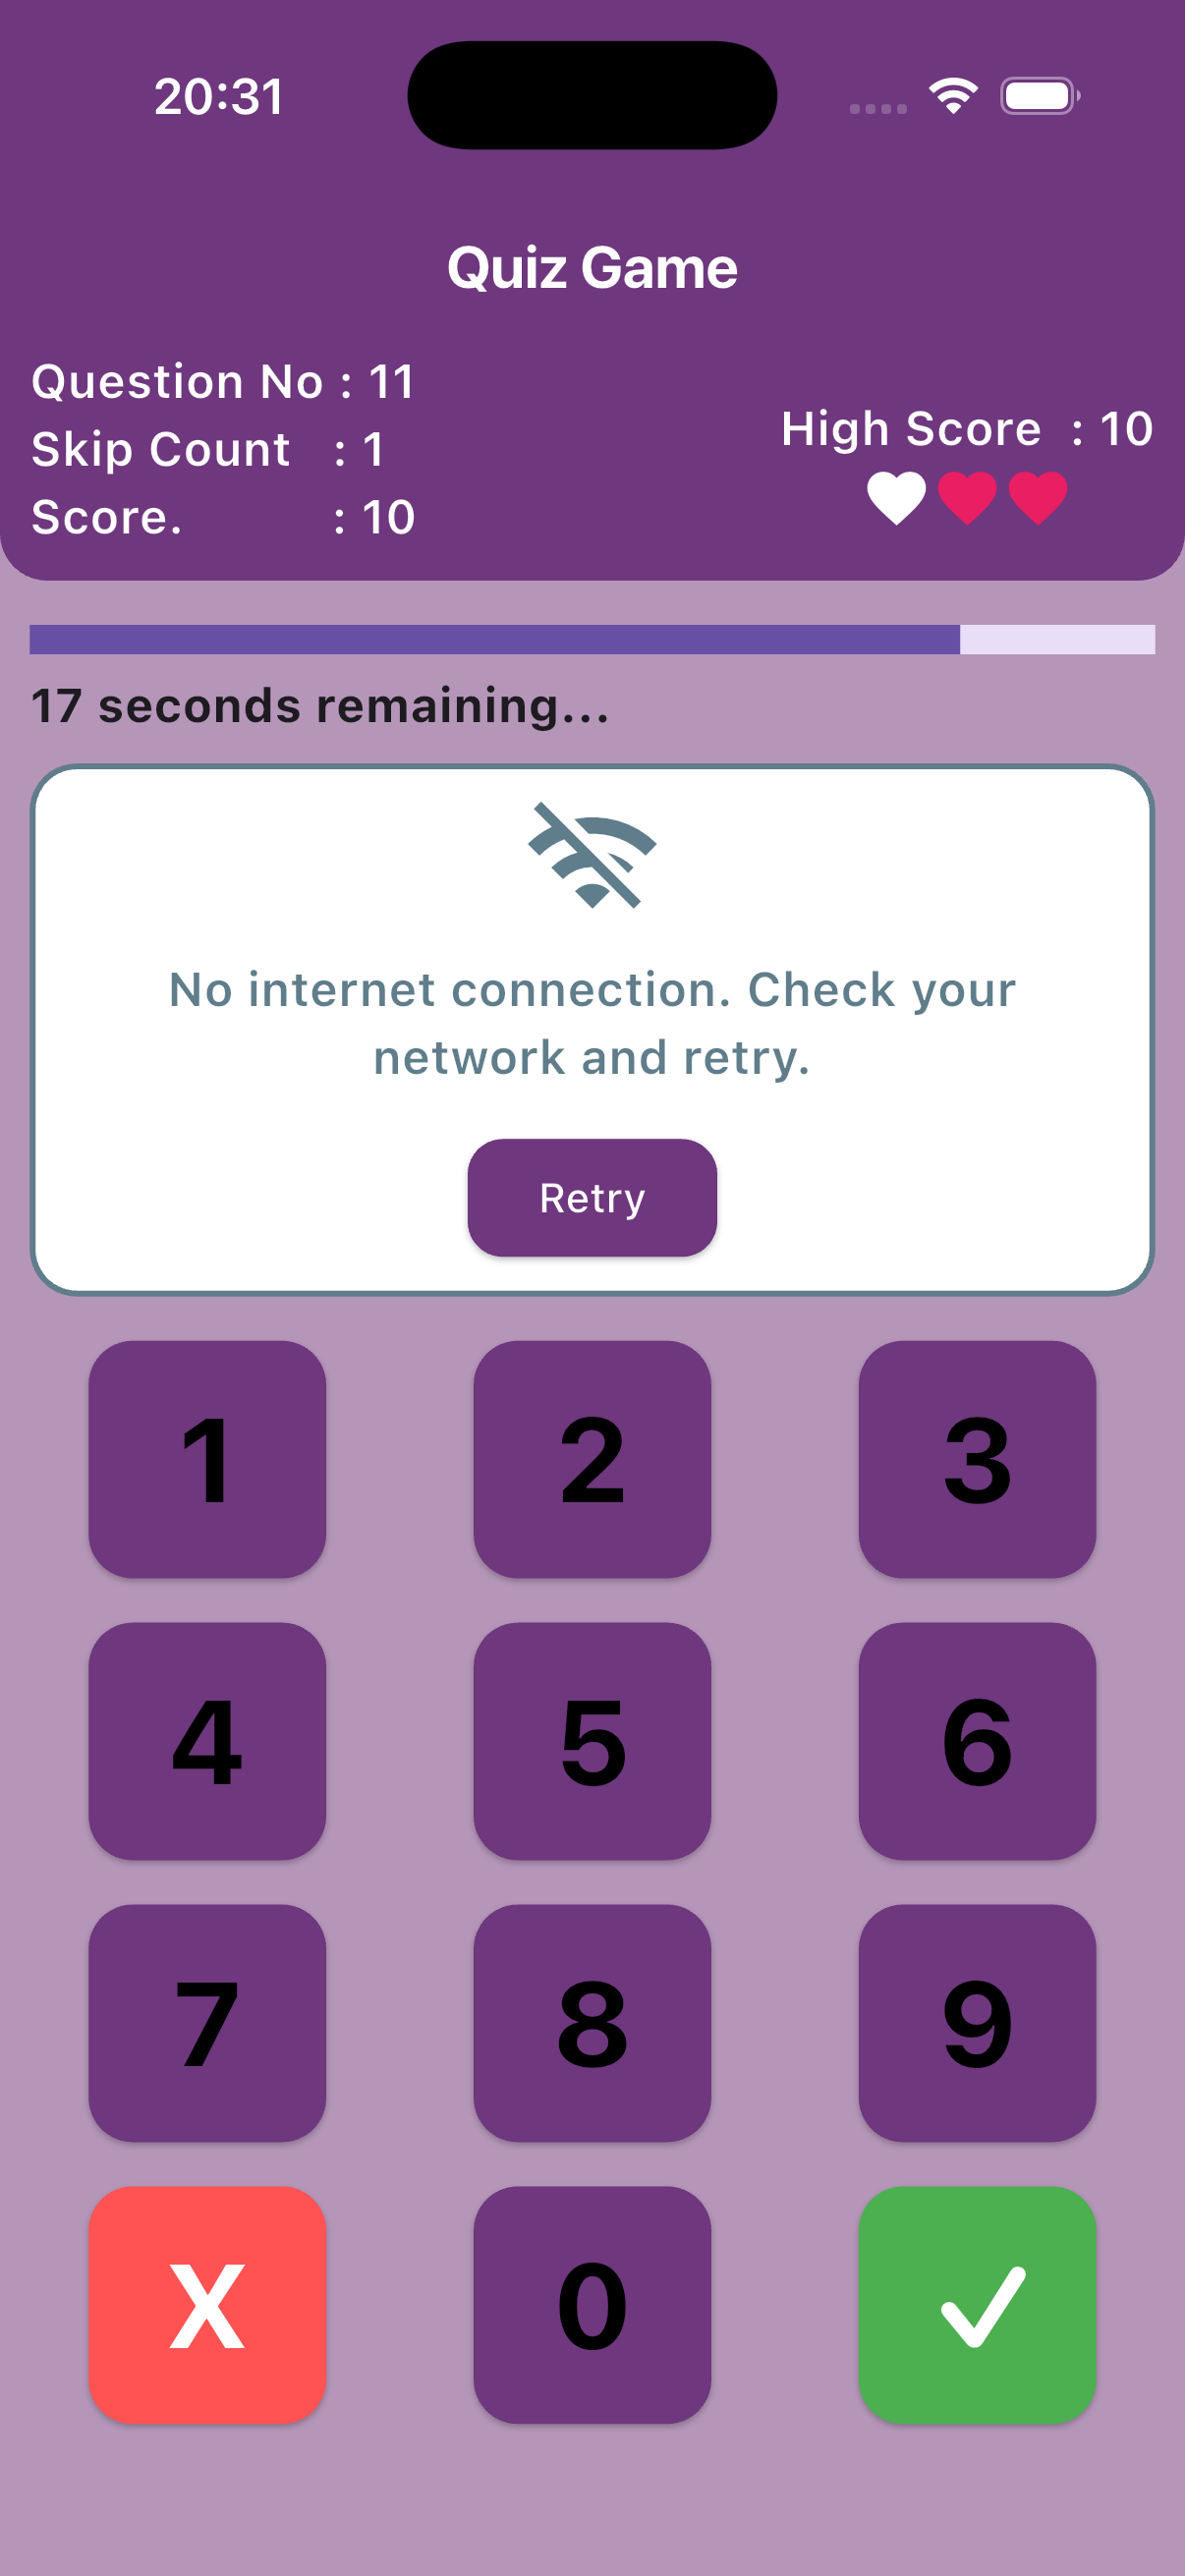 20:31
Quiz Game
Question No : 11
Skip Count : 1
Score. : 10
High Score : 10
17 seconds remaining...
No internet connection. Check your
network and retry.
Retry
1 2 3
4 5 6
7 8 9
X 0